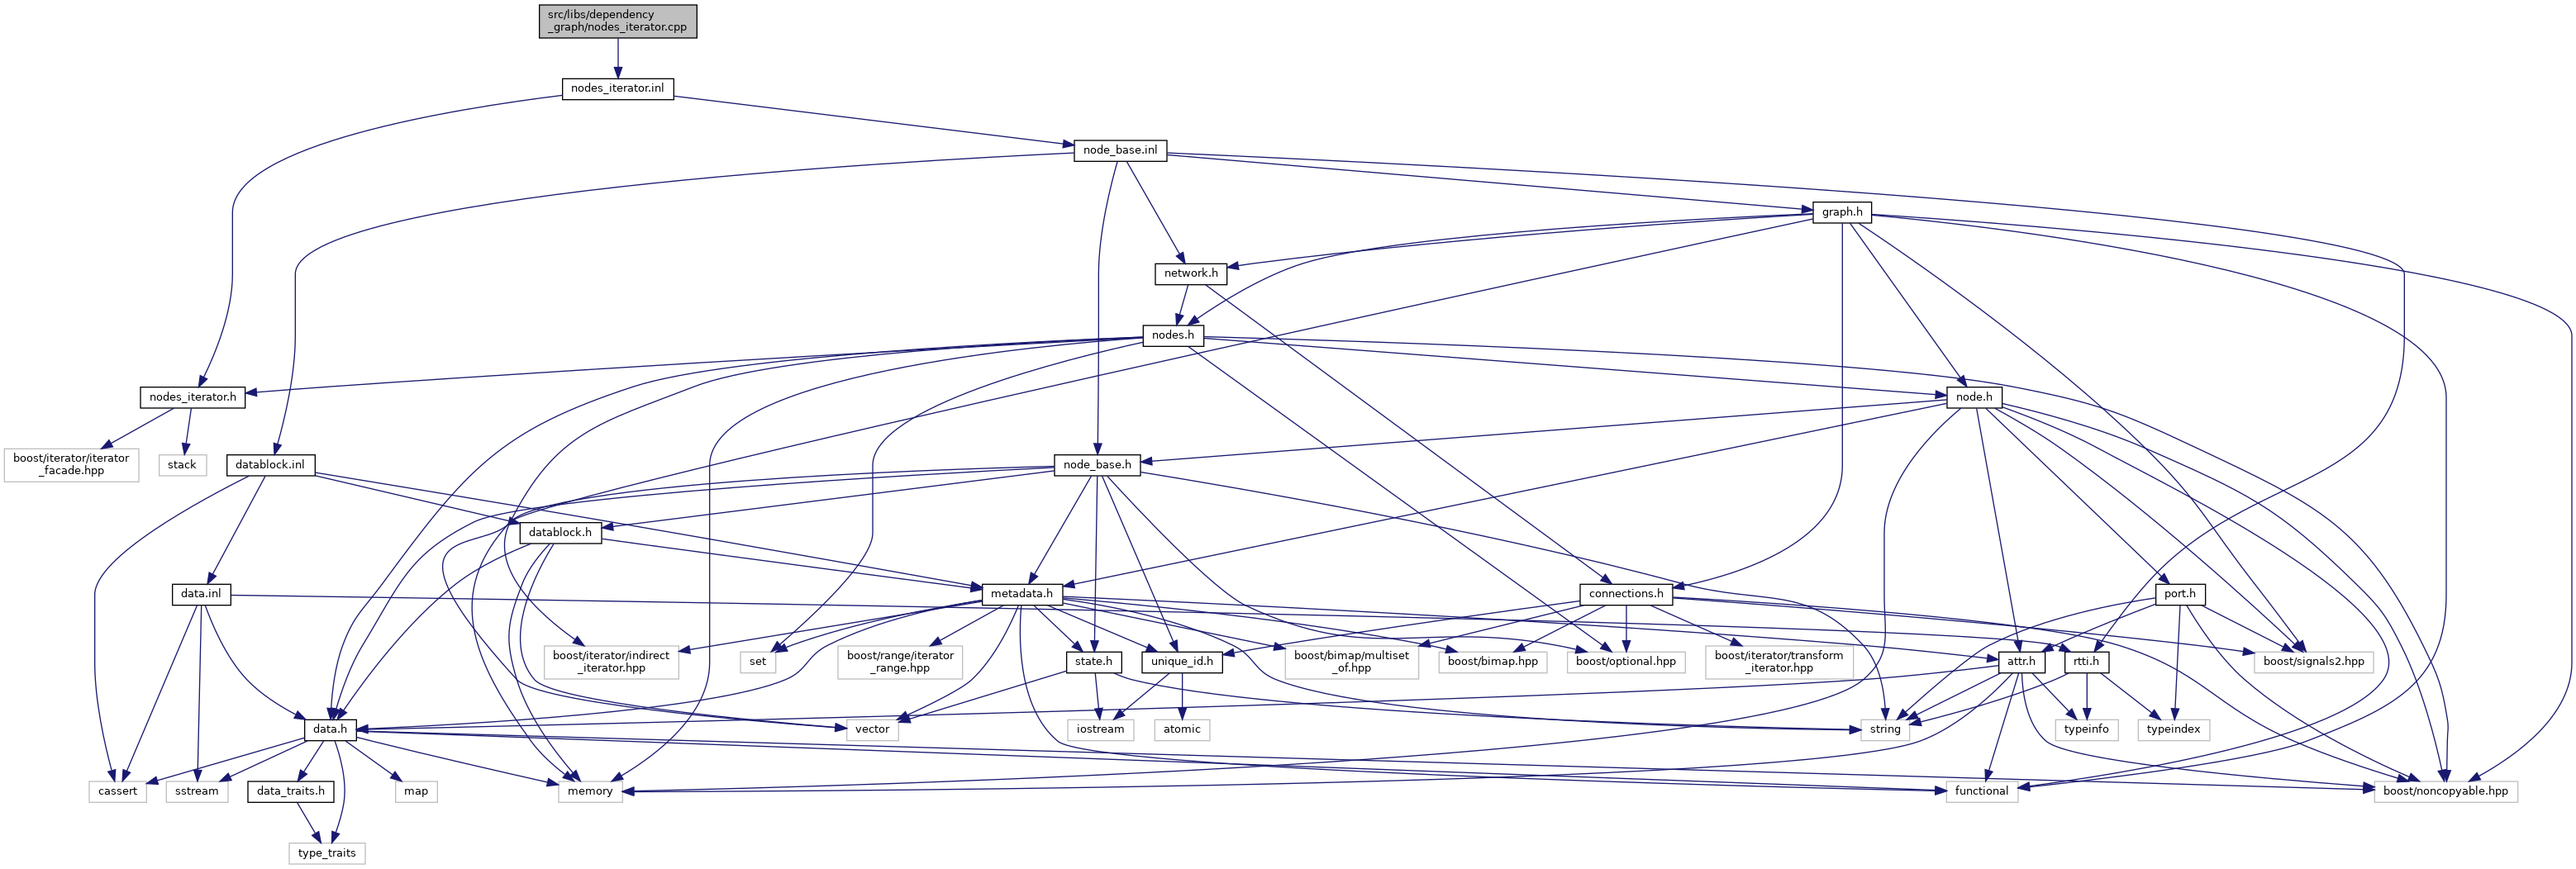 src/libs/dependency
_graph/nodes_iterator.cpp
nodes_iterator.inl
node_base.inl
graph.h
network.h
nodes.h
nodes_iterator.h
node.h
boost/iterator/iterator
_facade.hpp
stack
datablock.inl
node_base.h
datablock.h
data.inl
metadata.h
connections.h
port.h
boost/iterator/indirect
_iterator.hpp
set
boost/range/iterator
_range.hpp
state.h
unique_id.h
boost/bimap/multiset
_of.hpp
boost/bimap.hpp
boost/optional.hpp
boost/iterator/transform
_iterator.hpp
attr.h
rtti.h
boost/signals2.hpp
data.h
vector
iostream
atomic
string
typeinfo
typeindex
cassert
sstream
data_traits.h
map
memory
functional
boost/noncopyable.hpp
type_traits